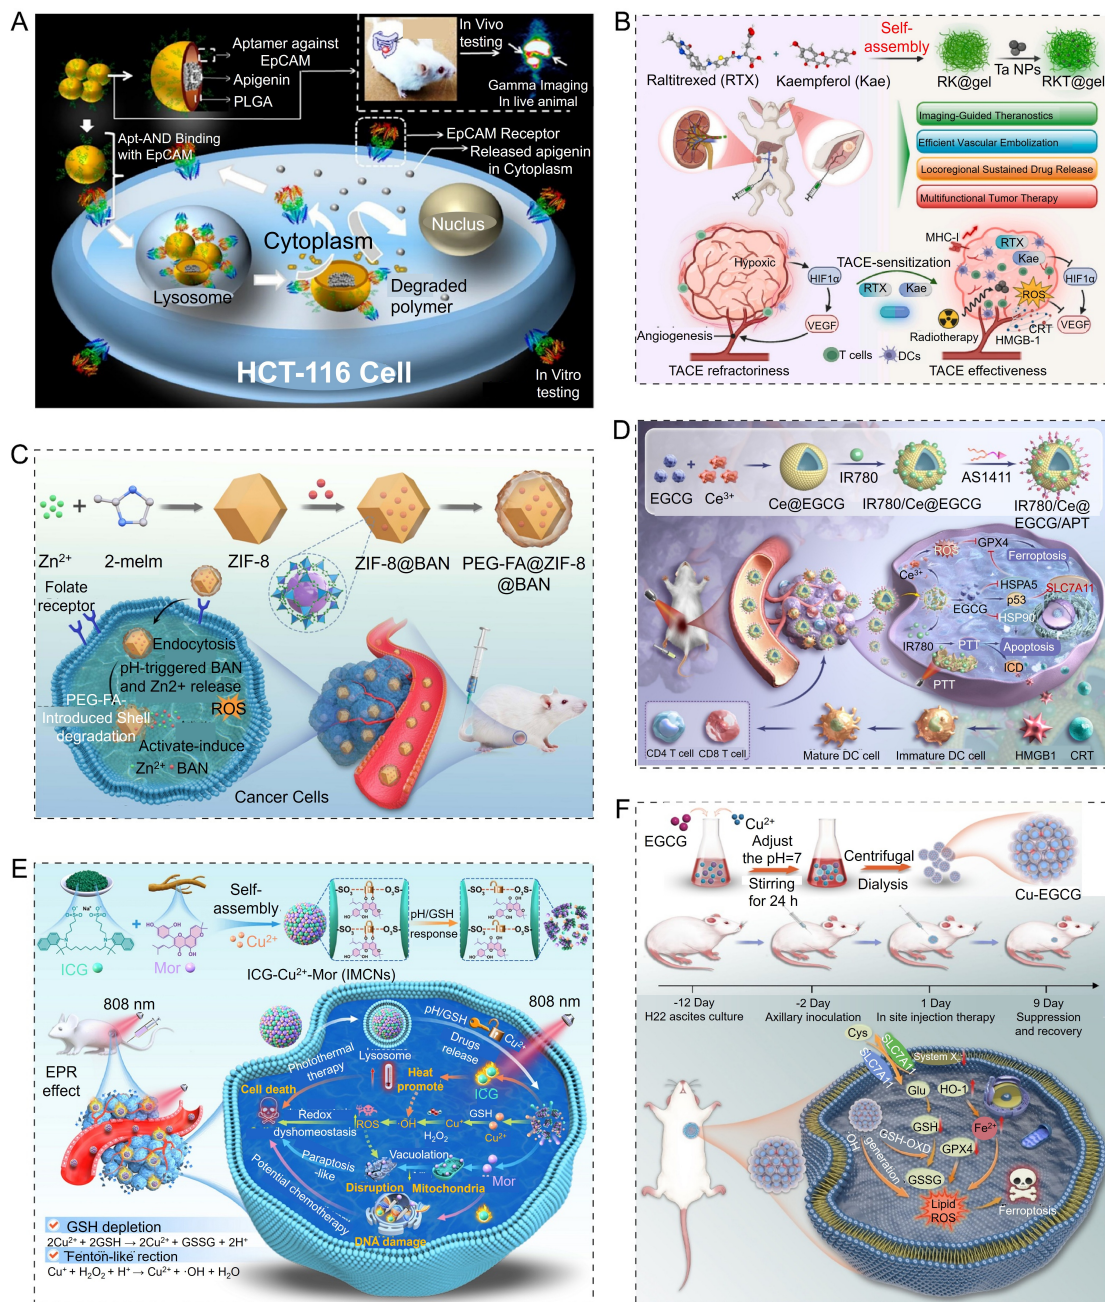 A
Aptamer against
EpCAM
Apigenin
PLGA
In Vivo
testing
Gamma Imaging
In live animal
Apt-AND Binding
with EpCAM
EpCAM Receptor
Released apigenin
in Cytoplasm
Nuclus
Cytoplasm
Lysosome
Degraded
polymer
HCT-116 Cell
In Vitro
testing
B
Raltitrexed (RTX)
+
Kaempferol (Kae)
Self-
assembly
RK@gel
Ta NPs
RKT@gel
Imaging-Guided Theranostics
Efficient Vascular Embolization
Locoregional Sustained Drug Release
Multifunctional Tumor Therapy
Hypoxic
HIF1α
VEGF
Angiogenesis
TACE refractoriness
TACE-sensitization
RTX
Kae
T cells
DCs
MHC-I
RTX
Kae
HIF1α
ROS
VEGF
CRT
HMGB-1
Radiotherapy
TACE effectiveness
C
Zn2+
+
2-melm
ZIF-8
ZIF-8@BAN
PEG-FA@ZIF-8
@BAN
Folate
receptor
Endocytosis
pH-triggered BAN
and Zn2+ release
ROS
PEG-FA-
Introduced Shell
degradation
Activate-induce
Zn2+ + BAN
Cancer Cells
D
EGCG
+
Ce3+
Ce@EGCG
IR780
IR780/Ce@EGCG
AS1411
IR780/Ce@
EGCG/APT
ROS
GPX4
Ferroptosis
Ce3+
HSPA5
SLC7A11
EGCG
p53
HSP90
IR780
PTT
Apoptosis
ICD
PTT
CD4 T cell
CD8 T cell
Mature DC cell
Immature DC cell
HMGB1
CRT
E
Na+
ICG
+
Mor
Self-
assembly
Cu2+
ICG-Cu2+-Mor (IMCNs)
pH/GSH
response
808 nm
EPR
effect
808 nm
pH/GSH
Cu2+
Drugs
release
Lysosome
Photothermal
therapy
Cell death
Heat
promote
ICG
Redox
dyshomeostasis
ROS
·OH
Cu+
H2O2
GSH
Cu2+
Paraptosis
-like
Vacuolation
Disruption
Mitochondria
Mor
Potential chemotherapy
DNA damage
GSH depletion
2Cu2+ + 2GSH → 2Cu2+ + GSSG + 2H+
Fenton-like rection
Cu+ + H2O2 + H+ → Cu2+ + ·OH + H2O
F
EGCG
Cu2+
Adjust
the pH=7
Stirring
for 24 h
Centrifugal
Dialysis
Cu-EGCG
-12 Day
-2 Day
1 Day
9 Day
H22 ascites culture
Axillary inoculation
In site injection therapy
Suppression
and recovery
Cys
SLC7A11
SLC7A11
System X
Glu
HO-1
GSH
Fe2+
GSH-OXD
GPX4
OH
generation
GSSG
Lipid
ROS
Ferroptosis